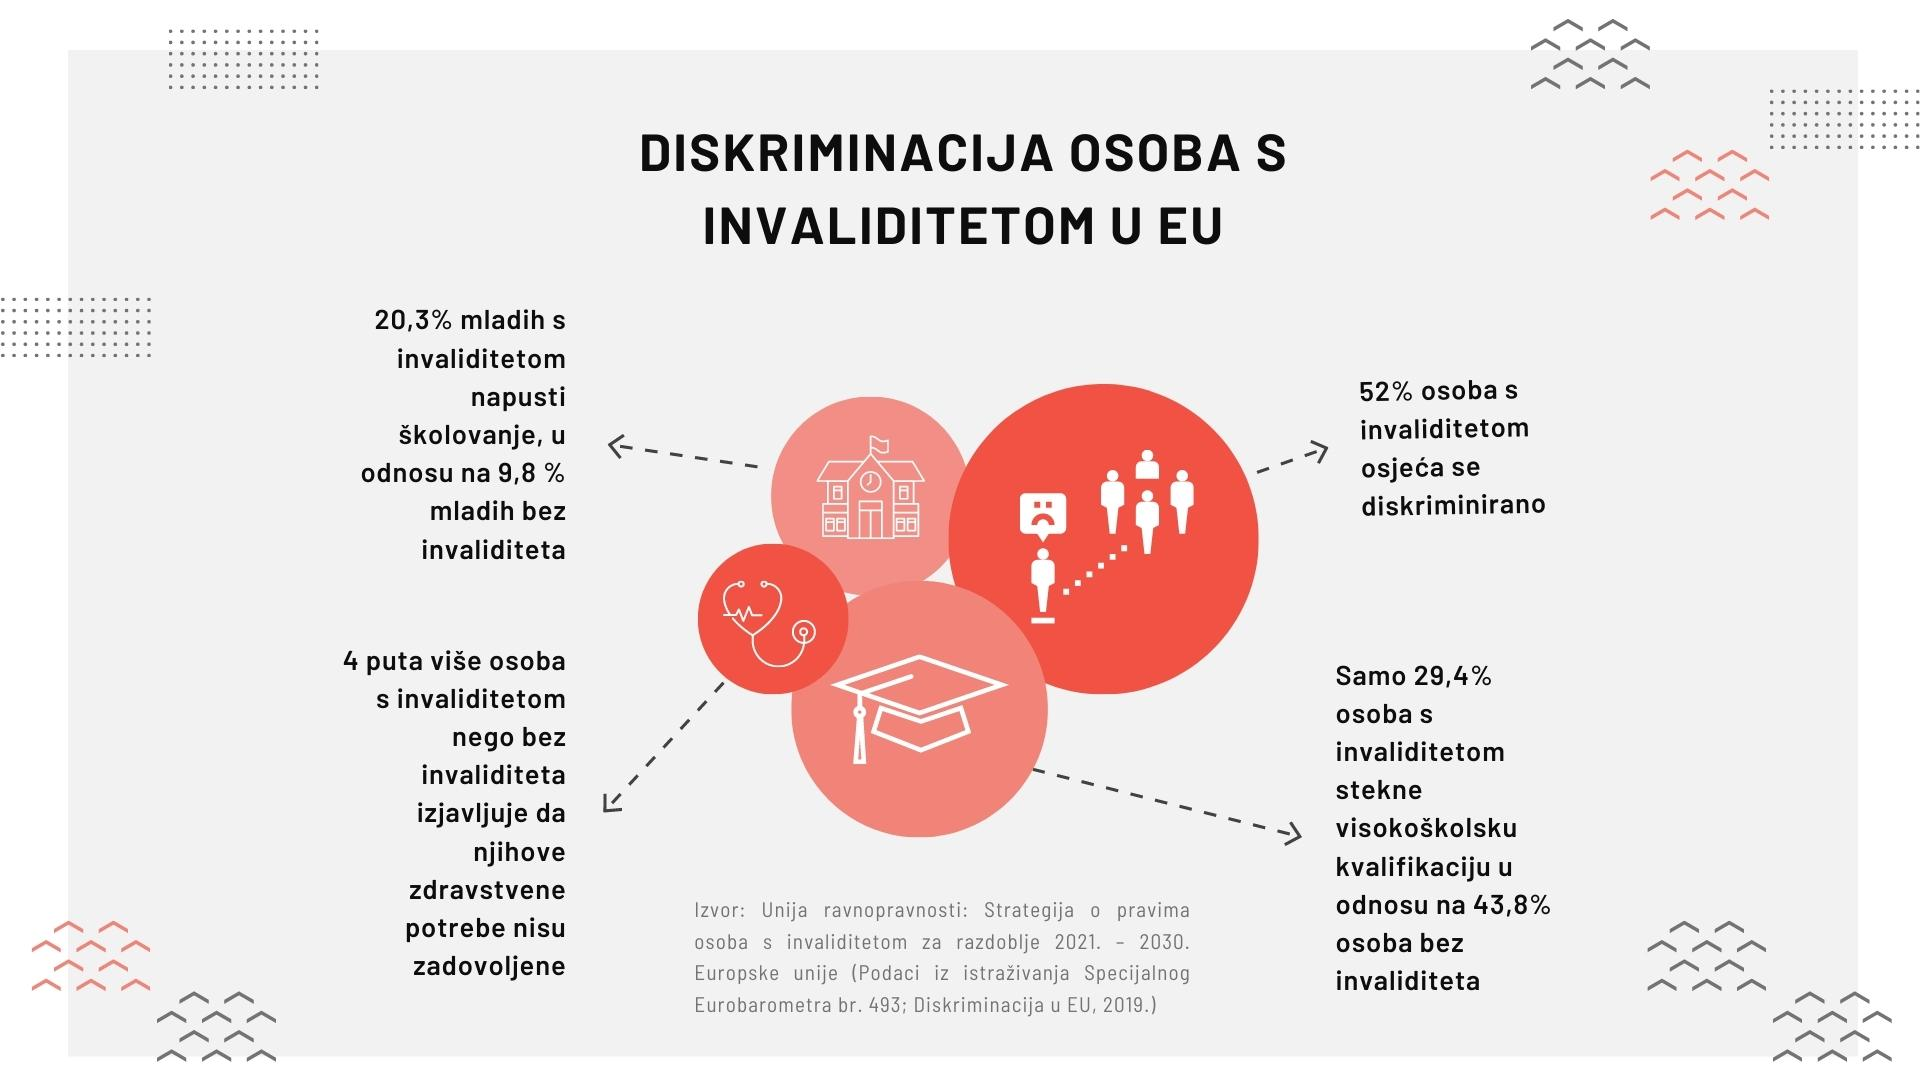 DISKRIMINACIJA OSOBA S
INVALIDITETOM U EU
20,3% mladih s
invaliditetom
napusti
školovanje, u
odnosu na 9,8 %
mladih bez
invaliditeta
52% osoba s
invaliditetom
osjeća se
diskriminirano
4 puta više osoba
s invaliditetom
nego bez
invaliditeta
izjavljuje da
njihove
zdravstvene
potrebe nisu
zadovoljene
Samo 29,4%
osoba s
invaliditetom
stekne
visokoškolsku
kvalifikaciju u
odnosu na 43,8%
osoba bez
invaliditeta
Izvor: Unija ravnopravnosti: Strategija o pravima
osoba s invaliditetom za razdoblje 2021. – 2030.
Europske unije (Podaci iz istraživanja Specijalnog
Eurobarometra br. 493; Diskriminacija u EU, 2019.)